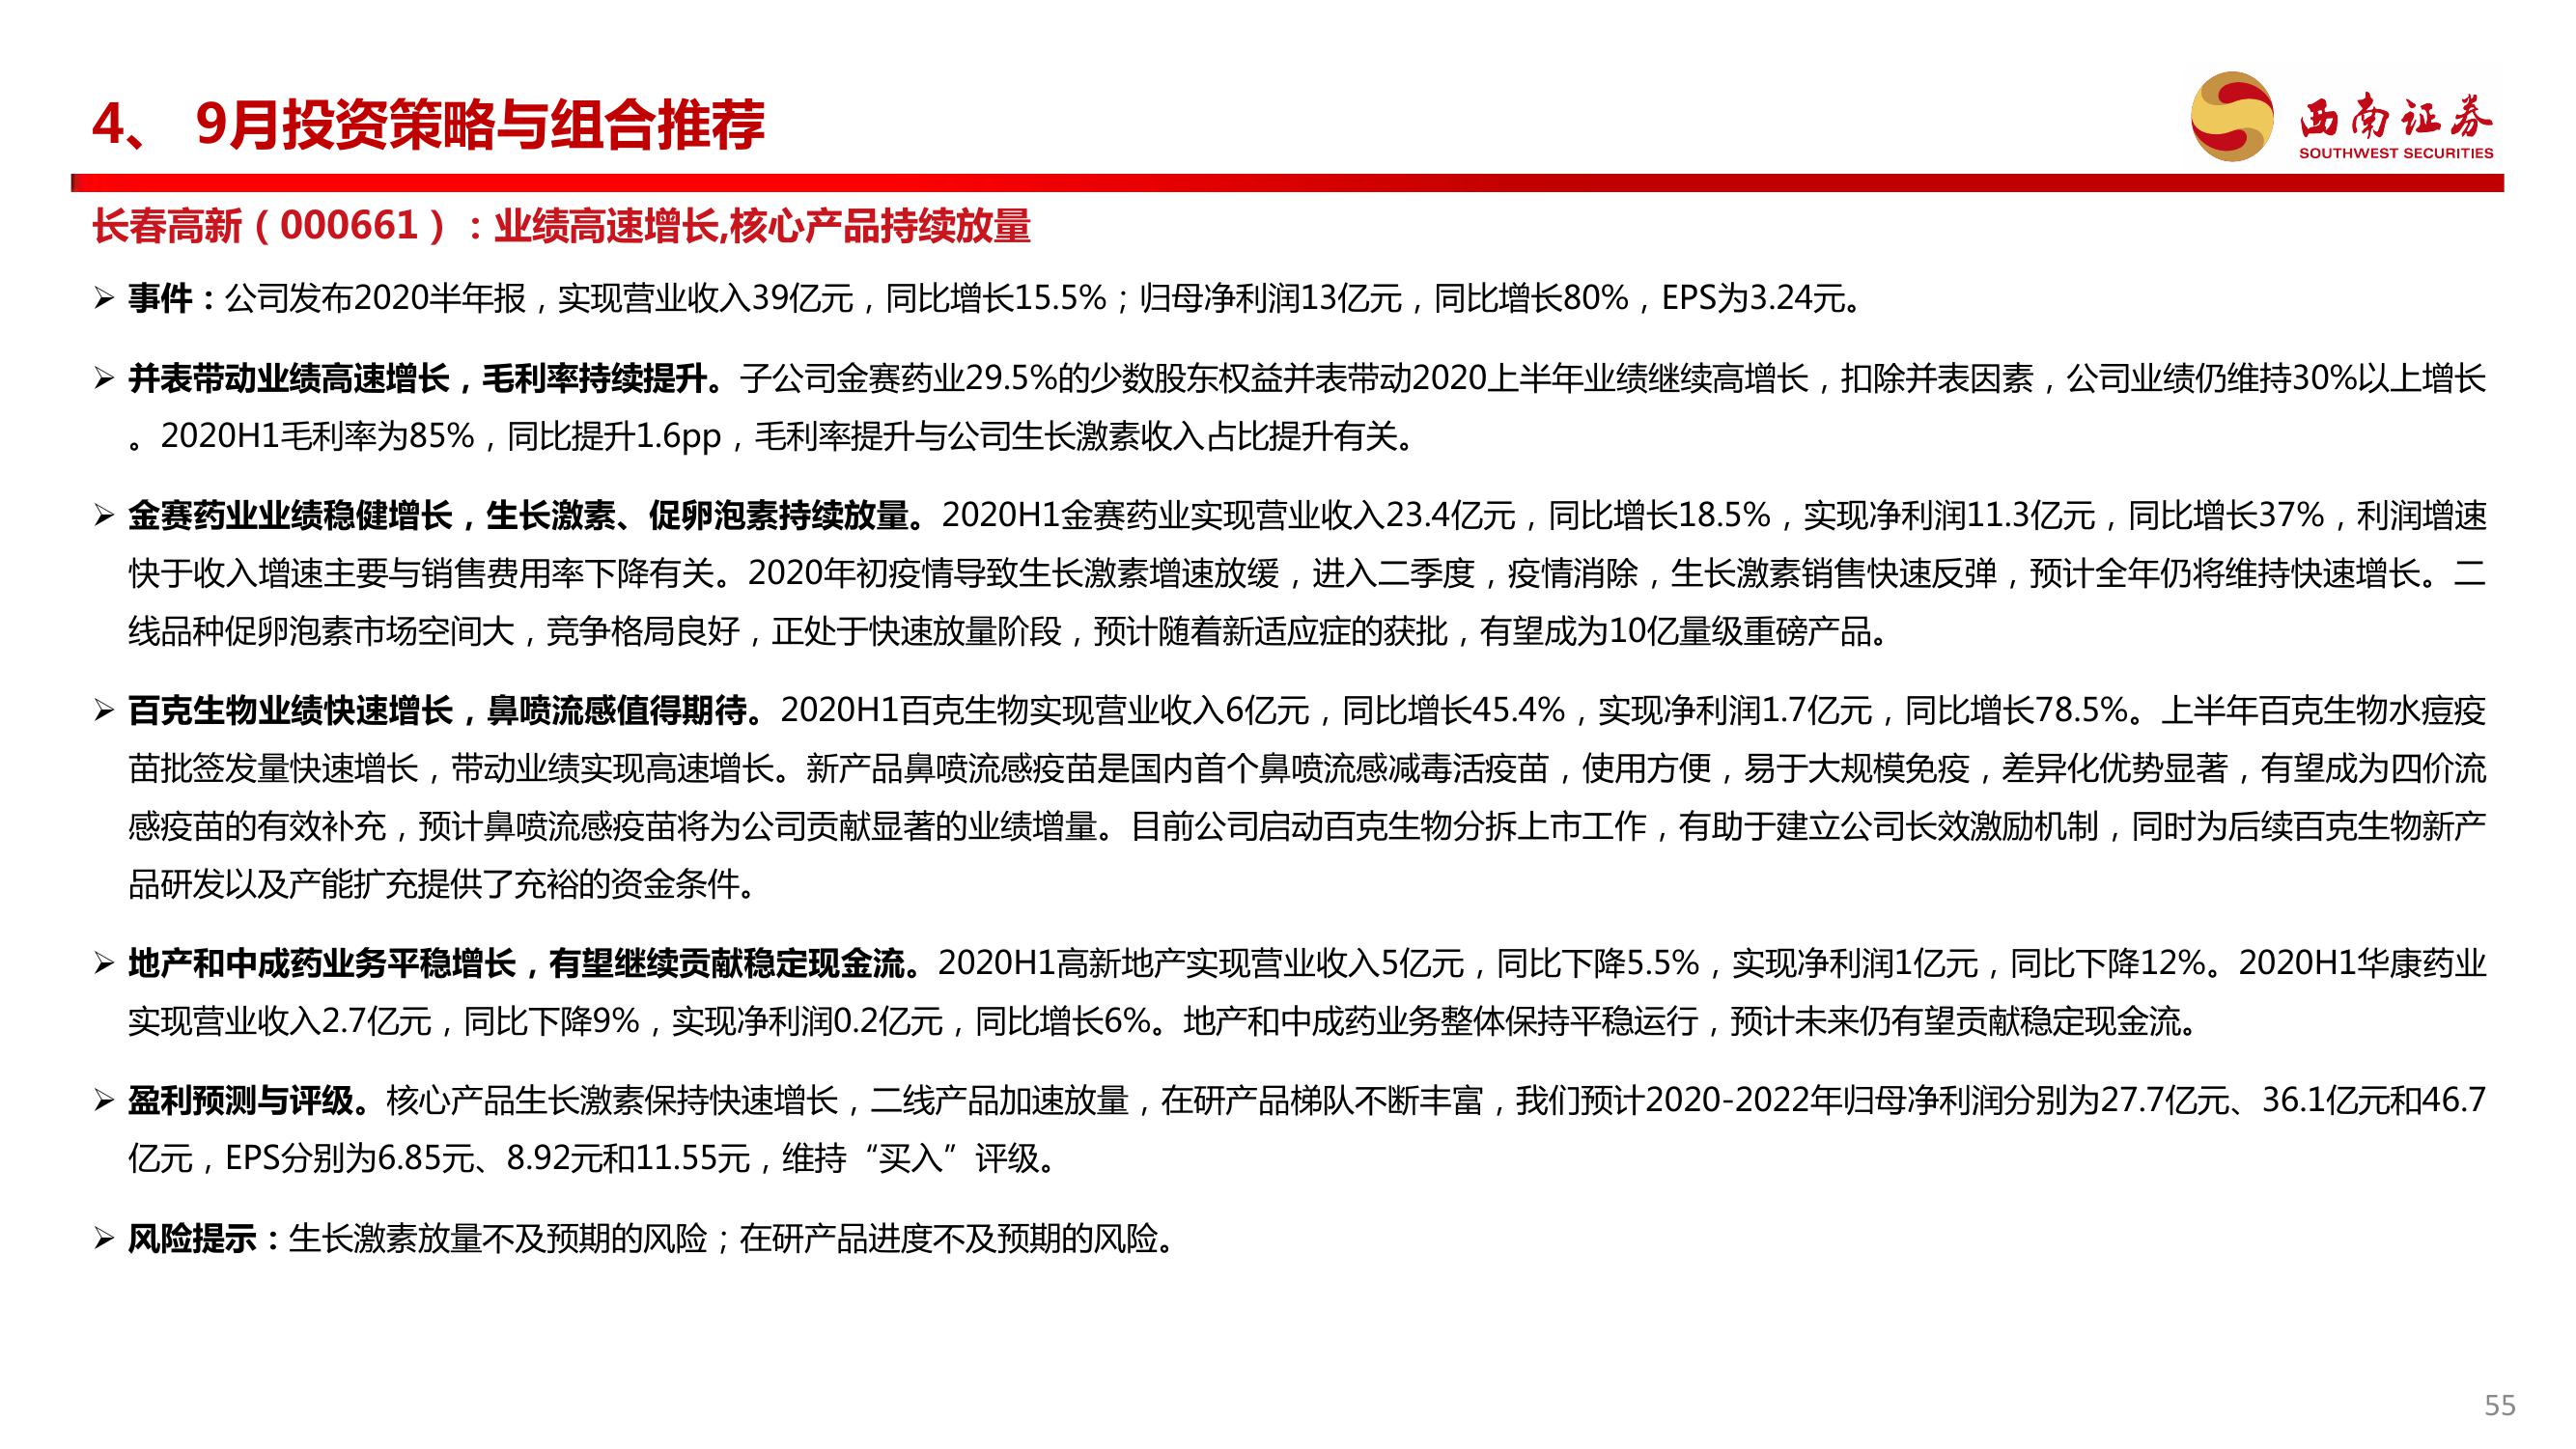 4、 9月投资策略与组合推荐
西南证券
SOUTHWEST SECURITIES
长春高新（000661）：业绩高速增长,核心产品持续放量
➢ 事件：公司发布2020半年报，实现营业收入39亿元，同比增长15.5%；归母净利润13亿元，同比增长80%，EPS为3.24元。
➢ 并表带动业绩高速增长，毛利率持续提升。子公司金赛药业29.5%的少数股东权益并表带动2020上半年业绩继续高增长，扣除并表因素，公司业绩仍维持30%以上增长
。2020H1毛利率为85%，同比提升1.6pp，毛利率提升与公司生长激素收入占比提升有关。
➢ 金赛药业业绩稳健增长，生长激素、促卵泡素持续放量。2020H1金赛药业实现营业收入23.4亿元，同比增长18.5%，实现净利润11.3亿元，同比增长37%，利润增速
快于收入增速主要与销售费用率下降有关。2020年初疫情导致生长激素增速放缓，进入二季度，疫情消除，生长激素销售快速反弹，预计全年仍将维持快速增长。二
线品种促卵泡素市场空间大，竞争格局良好，正处于快速放量阶段，预计随着新适应症的获批，有望成为10亿量级重磅产品。
➢ 百克生物业绩快速增长，鼻喷流感值得期待。2020H1百克生物实现营业收入6亿元，同比增长45.4%，实现净利润1.7亿元，同比增长78.5%。上半年百克生物水痘疫
苗批签发量快速增长，带动业绩实现高速增长。新产品鼻喷流感疫苗是国内首个鼻喷流感减毒活疫苗，使用方便，易于大规模免疫，差异化优势显著，有望成为四价流
感疫苗的有效补充，预计鼻喷流感疫苗将为公司贡献显著的业绩增量。目前公司启动百克生物分拆上市工作，有助于建立公司长效激励机制，同时为后续百克生物新产
品研发以及产能扩充提供了充裕的资金条件。
➢ 地产和中成药业务平稳增长，有望继续贡献稳定现金流。2020H1高新地产实现营业收入5亿元，同比下降5.5%，实现净利润1亿元，同比下降12%。2020H1华康药业
实现营业收入2.7亿元，同比下降9%，实现净利润0.2亿元，同比增长6%。地产和中成药业务整体保持平稳运行，预计未来仍有望贡献稳定现金流。
➢ 盈利预测与评级。核心产品生长激素保持快速增长，二线产品加速放量，在研产品梯队不断丰富，我们预计2020-2022年归母净利润分别为27.7亿元、36.1亿元和46.7
亿元，EPS分别为6.85元、8.92元和11.55元，维持“买入”评级。
➢ 风险提示：生长激素放量不及预期的风险；在研产品进度不及预期的风险。
55